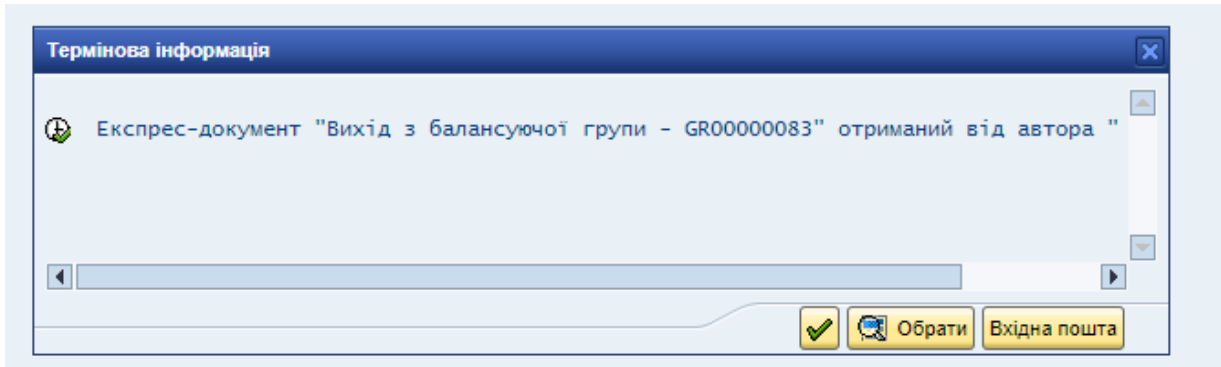 Термінова інформація
Експрес-документ "Вихід з балансуючої групи - GR00000083" отриманий від автора "
Обрати
Вхідна пошта